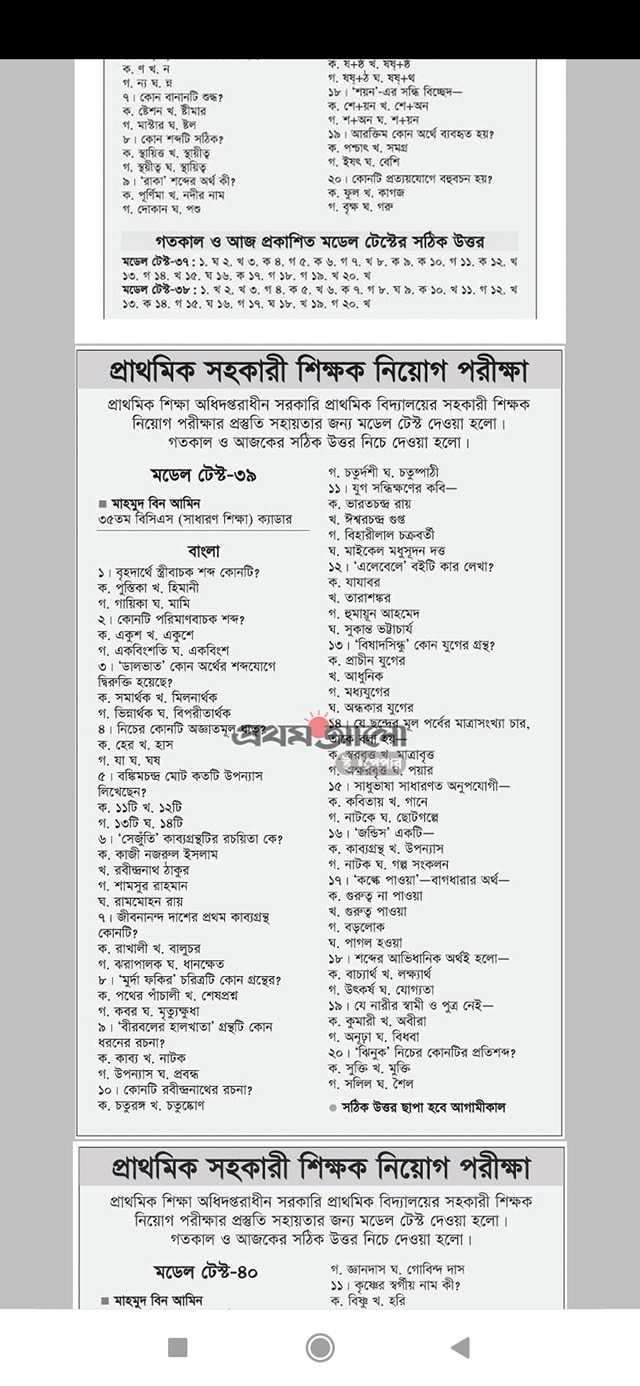 ক. ণ খ. ন
গ. ন্য ঘ. ন্ন
৭। কোন বানানটি শুদ্ধ?
ক. ষ্টেশন খ. ষ্টীমার
গ. মাস্টার ঘ. ষ্টল
৮। কোন শব্দটি সঠিক?
ক. স্থায়িত্ত খ. স্থায়ীত্ব
গ. স্থয়ীত্ব ঘ. স্থায়িত্ব
৯। ‘রাকা’ শব্দের অর্থ কী?
ক. পূর্ণিমা খ. নদীর নাম
গ. দোকান ঘ. পশু
ক. ষ+ষ্ঠ খ. ষষ্+ষ্ঠ
গ. ষষ্+ঠ ঘ. ষষ্+থ
১৮। ‘শয়ন’-এর সন্ধি বিচ্ছেদ—
ক. শে+য়ন খ. শে+অন
গ. শ+অন ঘ. শ+য়ন
১৯। আরক্তিম কোন অর্থে ব্যবহৃত হয়?
ক. পশ্চাৎ খ. সমগ্র
গ. ইষৎ ঘ. বেশি
২০। কোনটি প্রত্যয়যোগে বহুবচন হয়?
ক. ফুল খ. কাগজ
গ. বৃক্ষ ঘ. গরু
গতকাল ও আজ প্রকাশিত মডেল টেস্টের সঠিক উত্তর
মডেল টেস্ট-৩৭ : ১. ঘ ২. খ ৩. ক ৪. গ ৫. ক ৬. গ ৭. খ ৮. ক ৯. ক ১০. গ ১১. ক ১২. খ
১৩. গ ১৪. খ ১৫. ঘ ১৬. ক ১৭. গ ১৮. গ ১৯. খ ২০. খ
মডেল টেস্ট-৩৮ : ১. খ ২. খ ৩. গ ৪. ক ৫. খ ৬. ক ৭. গ ৮. ঘ ৯. ক ১০. খ ১১. গ ১২. খ
১৩. ক ১৪. গ ১৫. ঘ ১৬. গ ১৭. ঘ ১৮. খ ১৯. গ ২০. খ
প্রাথমিক সহকারী শিক্ষক নিয়োগ পরীক্ষা
প্রাথমিক শিক্ষা অধিদপ্তরাধীন সরকারি প্রাথমিক বিদ্যালয়ের সহকারী শিক্ষক
নিয়োগ পরীক্ষার প্রস্তুতি সহায়তার জন্য মডেল টেস্ট দেওয়া হলো।
গতকাল ও আজকের সঠিক উত্তর নিচে দেওয়া হলো।
মডেল টেস্ট-৩৯
■ মাহমুদ বিন আমিন
৩৫তম বিসিএস (সাধারণ শিক্ষা) ক্যাডার
বাংলা
১। বৃহদার্থে স্ত্রীবাচক শব্দ কোনটি?
ক. পুস্তিকা খ. হিমানী
গ. গায়িকা ঘ. মামি
২। কোনটি পরিমাণবাচক শব্দ?
ক. একুশ খ. একুশে
গ. একবিংশতি ঘ. একবিংশ
৩। ‘ডালভাত’ কোন অর্থের শব্দযোগে
দ্বিরুক্তি হয়েছে?
ক. সমার্থক খ. মিলনার্থক
গ. ভিন্নার্থক ঘ. বিপরীতার্থক
৪। নিচের কোনটি অজ্ঞাতমূল ধাতু?
ক. হের খ. হাস
গ. যা ঘ. ঘষ
৫। বঙ্কিমচন্দ্র মোট কতটি উপন্যাস
লিখেছেন?
ক. ১১টি খ. ১২টি
গ. ১৩টি ঘ. ১৪টি
৬। ‘সেজুঁতি’ কাব্যগ্রন্থটির রচয়িতা কে?
ক. কাজী নজরুল ইসলাম
খ. রবীন্দ্রনাথ ঠাকুর
গ. শামসুর রাহমান
ঘ. রামমোহন রায়
৭। জীবনানন্দ দাশের প্রথম কাব্যগ্রন্থ
কোনটি?
ক. রাখালী খ. বালুচর
গ. ঝরাপালক ঘ. ধানক্ষেত
৮। ‘মুর্দা ফকির’ চরিত্রটি কোন গ্রন্থের?
ক. পথের পাঁচালী খ. শেষপ্রশ্ন
গ. কবর ঘ. মৃত্যুক্ষুধা
৯। ‘বীরবলের হালখাতা’ গ্রন্থটি কোন
ধরনের রচনা?
ক. কাব্য খ. নাটক
গ. উপন্যাস ঘ. প্রবন্ধ
১০। কোনটি রবীন্দ্রনাথের রচনা?
ক. চতুরঙ্গ খ. চতুষ্কোণ
গ. চতুর্দশী ঘ. চতুষ্পাঠী
১১। যুগ সন্ধিক্ষণের কবি—
ক. ভারতচন্দ্র রায়
খ. ঈশ্বরচন্দ্র গুপ্ত
গ. বিহারীলাল চক্রবর্তী
ঘ. মাইকেল মধুসূদন দত্ত
১২। ‘এলেবেলে’ বইটি কার লেখা?
ক. যাযাবর
খ. তারাশঙ্কর
গ. হুমায়ূন আহমেদ
ঘ. সুকান্ত ভট্টাচার্য
১৩। ‘বিষাদসিন্ধু’ কোন যুগের গ্রন্থ?
ক. প্রাচীন যুগের
খ. আধুনিক
গ. মধ্যযুগের
ঘ. অন্ধকার যুগের
১৪। যে ছন্দের মূল পর্বের মাত্রাসংখ্যা চার,
তাকে বলা হয়—
ক. স্বরবৃত্ত খ. মাত্রাবৃত্ত
গ. অক্ষরবৃত্ত ঘ. পয়ার
১৫। সাধুভাষা সাধারণত অনুপযোগী—
ক. কবিতায় খ. গানে
গ. নাটকে ঘ. ছোটগল্পে
১৬। ‘জন্ডিস’ একটি—
ক. কাব্যগ্রন্থ খ. উপন্যাস
গ. নাটক ঘ. গল্প সংকলন
১৭। ‘কল্কে পাওয়া’—বাগধারার অর্থ—
ক. গুরুত্ব না পাওয়া
খ. গুরুত্ব পাওয়া
গ. বড়লোক
ঘ. পাগল হওয়া
১৮। শব্দের আভিধানিক অর্থই হলো—
ক. বাচ্যার্থ খ. লক্ষ্যার্থ
গ. উৎকর্ষ ঘ. যোগ্যতা
১৯। যে নারীর স্বামী ও পুত্র নেই—
ক. কুমারী খ. অবীরা
গ. অনূঢ়া ঘ. বিধবা
২০। ‘ঝিনুক’ নিচের কোনটির প্রতিশব্দ?
ক. সুক্তি খ. মুক্তি
গ. সলিল ঘ. শৈল
● সঠিক উত্তর ছাপা হবে আগামীকাল
প্রথম আলো
ই পেপার
প্রাথমিক সহকারী শিক্ষক নিয়োগ পরীক্ষা
প্রাথমিক শিক্ষা অধিদপ্তরাধীন সরকারি প্রাথমিক বিদ্যালয়ের সহকারী শিক্ষক
নিয়োগ পরীক্ষার প্রস্তুতি সহায়তার জন্য মডেল টেস্ট দেওয়া হলো।
গতকাল ও আজকের সঠিক উত্তর নিচে দেওয়া হলো।
মডেল টেস্ট-৪০
■ মাহমুদ বিন আমিন
গ. জ্ঞানদাস ঘ. গোবিন্দ দাস
১১। কৃষ্ণের স্বর্গীয় নাম কী?
ক. বিষ্ণু খ. হরি